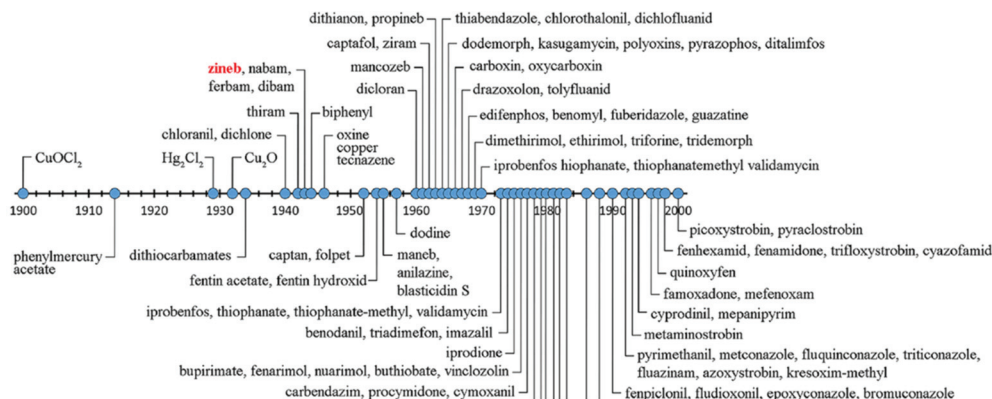 dithianon, propineb
thiabendazole, chlorothalonil, dichlofluanid
captafol, ziram
dodemorph, kasugamycin, polyoxins, pyrazophos, ditalimfos
zineb, nabam,
ferbam, dibam
mancozeb
carboxin, oxycarboxin
dicloran
drazoxolon, tolyfluanid
thiram
biphenyl
edifenphos, benomyl, fuberidazole, guazatine
chloranil, dichlone
oxine
copper
tecnazene
dimethirimol, ethirimol, triforine, tridemorph
CuOCl₂
Hg₂Cl₂
Cu₂O
iprobenfos hiophanate, thiophanatemethyl validamycin
1900 1910 1920 1930 1940 1950 1960 1970 1980 1990 2000
picoxystrobin, pyraclostrobin
dodine
phenylmercury
acetate
dithiocarbamates
captan, folpet
maneb,
anilazine,
blasticidin S
fenhexamid, fenamidone, trifloxystrobin, cyazofamid
fentin acetate, fentin hydroxid
quinoxyfen
famoxadone, mefenoxam
iprobenfos, thiophanate, thiophanate-methyl, validamycin
cyprodinil, mepanipyrim
benodanil, triadimefon, imazalil
metaminostrobin
iprodione
pyrimethanil, metconazole, fluquinconazole, triticonazole,
fluazinam, azoxystrobin, kresoxim-methyl
bupirimate, fenarimol, nuarimol, buthiobate, vinclozolin
carbendazim, procymidone, cymoxanil
fenpiclonil, fludioxonil, epoxyconazole, bromuconazole